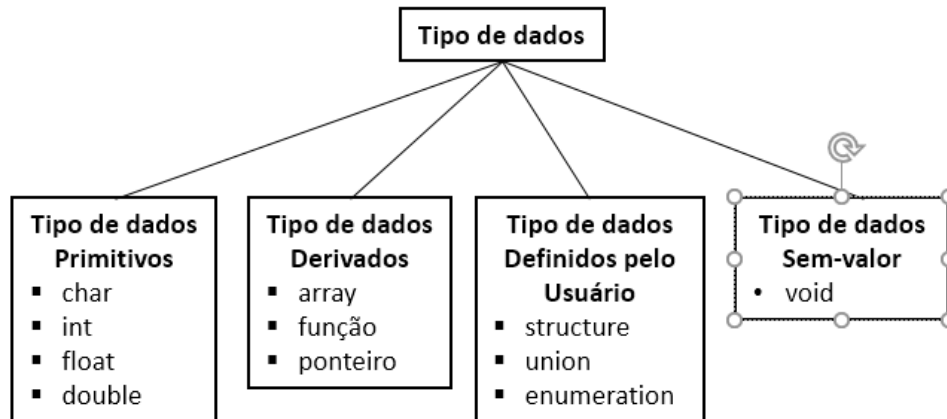 Tipo de dados
Tipo de dados
Primitivos
▪ char
▪ int
▪ float
▪ double
Tipo de dados
Derivados
▪ array
▪ função
▪ ponteiro
Tipo de dados
Definidos pelo
Usuário
▪ structure
▪ union
▪ enumeration
Tipo de dados
Sem-valor
• void